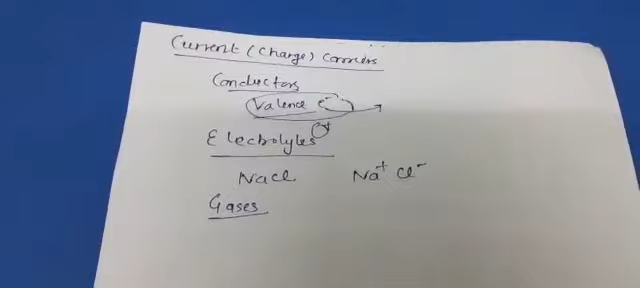 Current (Charge) Carriers
Conductors
Valence e-
+
Electrolytes
NaCl Na+ Cl-
Gases